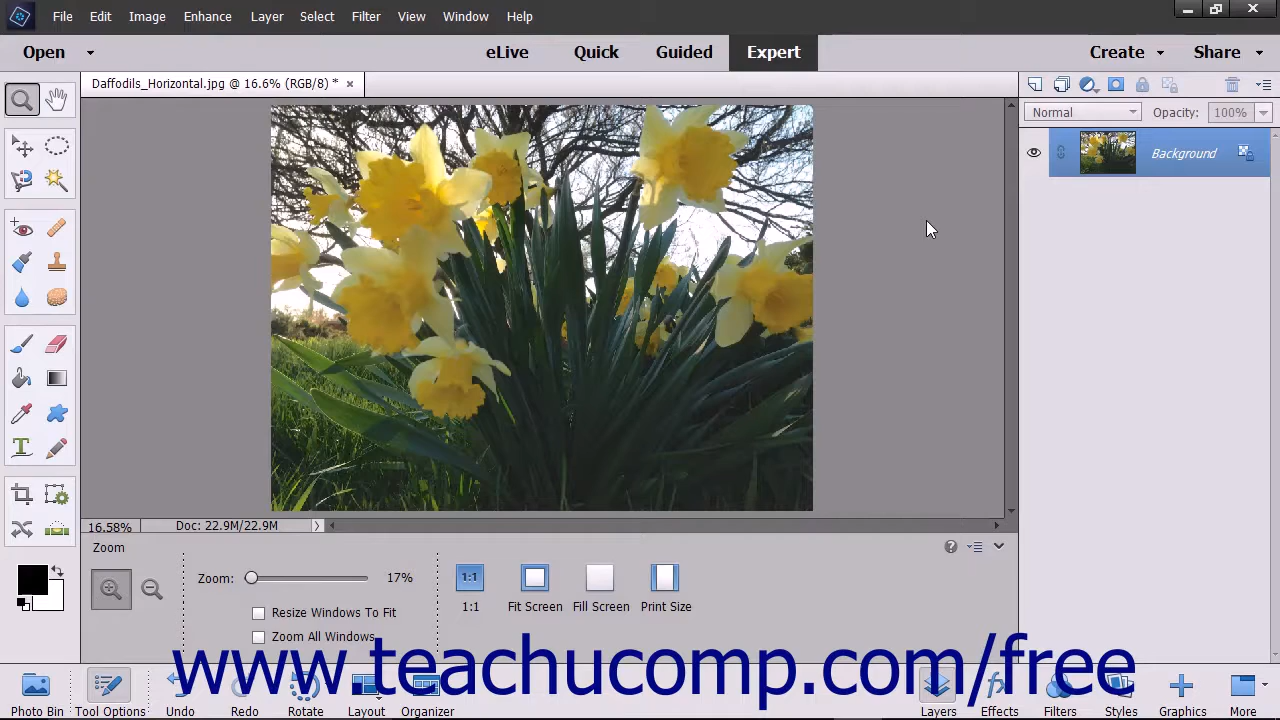 File Edit Image Enhance Layer Select Filter View Window Help
Open eLive Quick Guided Expert Create Share
Daffodils_Horizontal.jpg @ 16.6% (RGB/8) * ×
Normal Opacity: 100%
Background
16.58% Doc: 22.9M/22.9M
Zoom
Zoom: 17%
1:1
1:1 Fit Screen Fill Screen Print Size
Resize Windows To Fit
Zoom All Windows
www.teachucomp.com/free
Photo Bin Tool Options Undo Redo Rotate Layout Organizer Layers Effects Filters Styles Graphics More